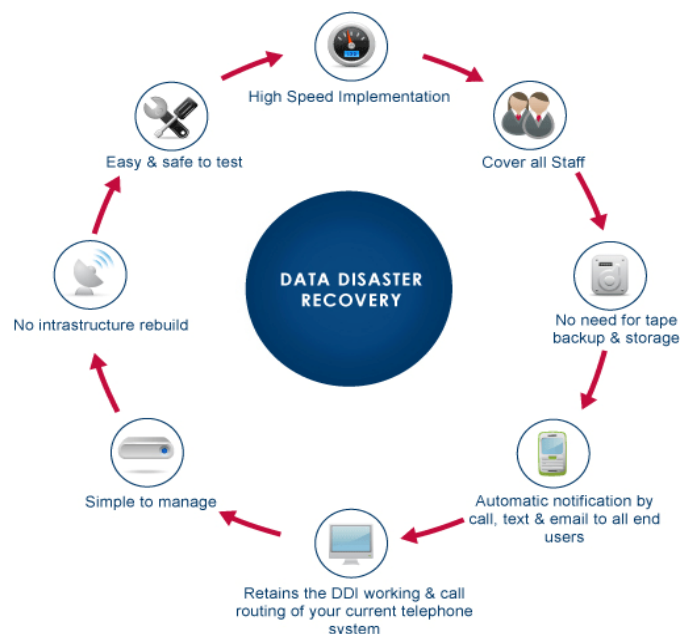 High Speed Implementation
Cover all Staff
No need for tape
backup & storage
Automatic notification by
call, text & email to all end
users
Retains the DDI working & call
routing of your current telephone
system
Simple to manage
No intrastructure rebuild
Easy & safe to test
DATA DISASTER
RECOVERY